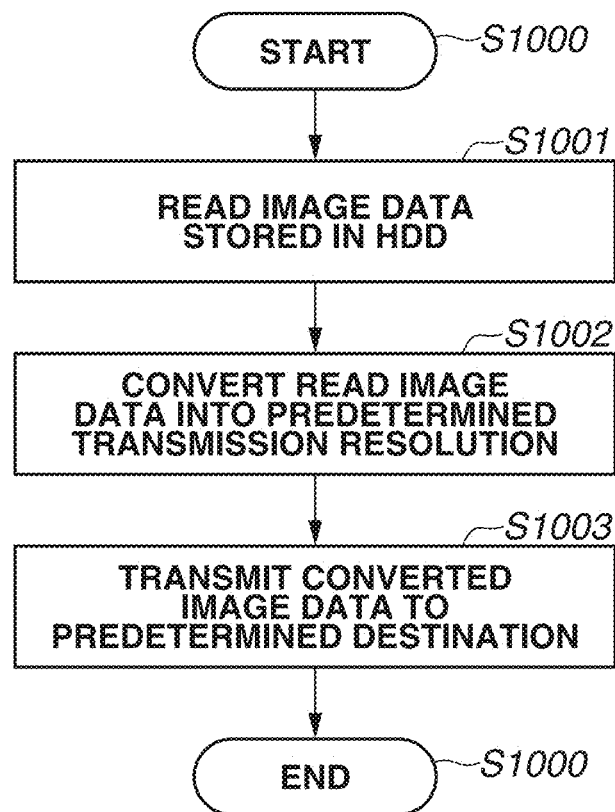 START
S1000
S1001
READ IMAGE DATA
STORED IN HDD
S1002
CONVERT READ IMAGE
DATA INTO PREDETERMINED
TRANSMISSION RESOLUTION
S1003
TRANSMIT CONVERTED
IMAGE DATA TO
PREDETERMINED DESTINATION
END
S1000